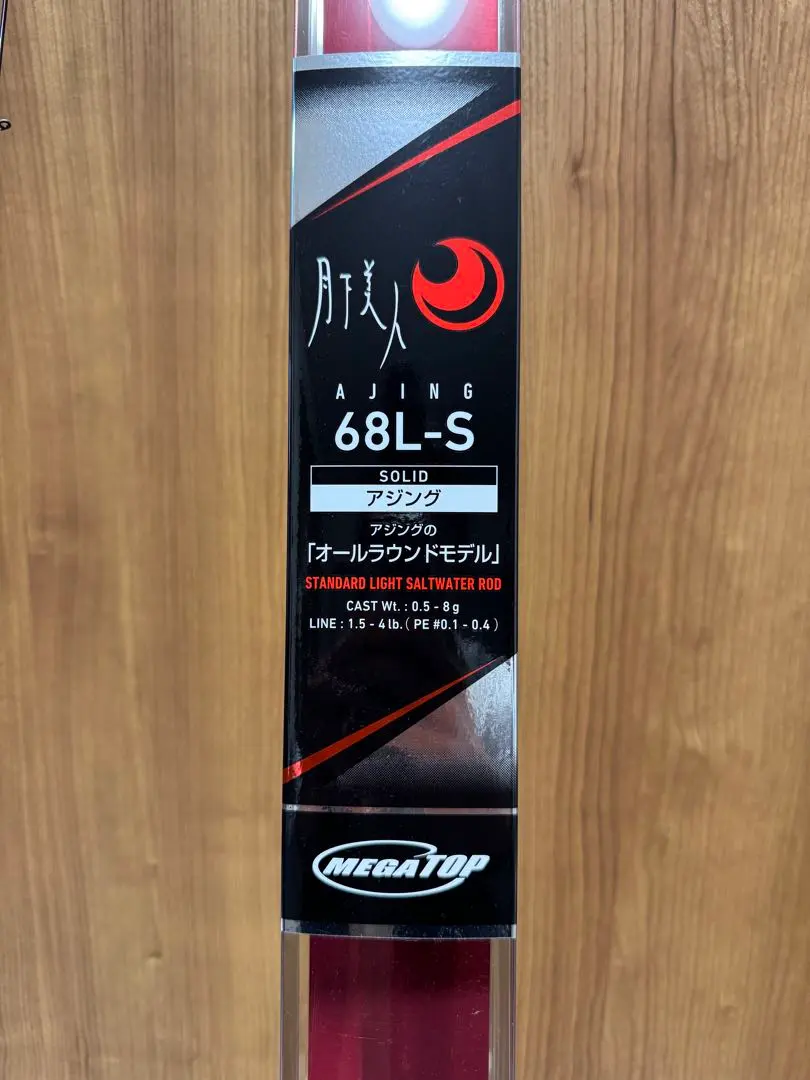 月下美人
AJING
68L-S
SOLID
アジング
アジングの
「オールラウンドモデル」
STANDARD LIGHT SALTWATER ROD
CAST Wt. : 0.5 - 8 g
LINE : 1.5 - 4 lb. ( PE #0.1 - 0.4 )
MEGATOP